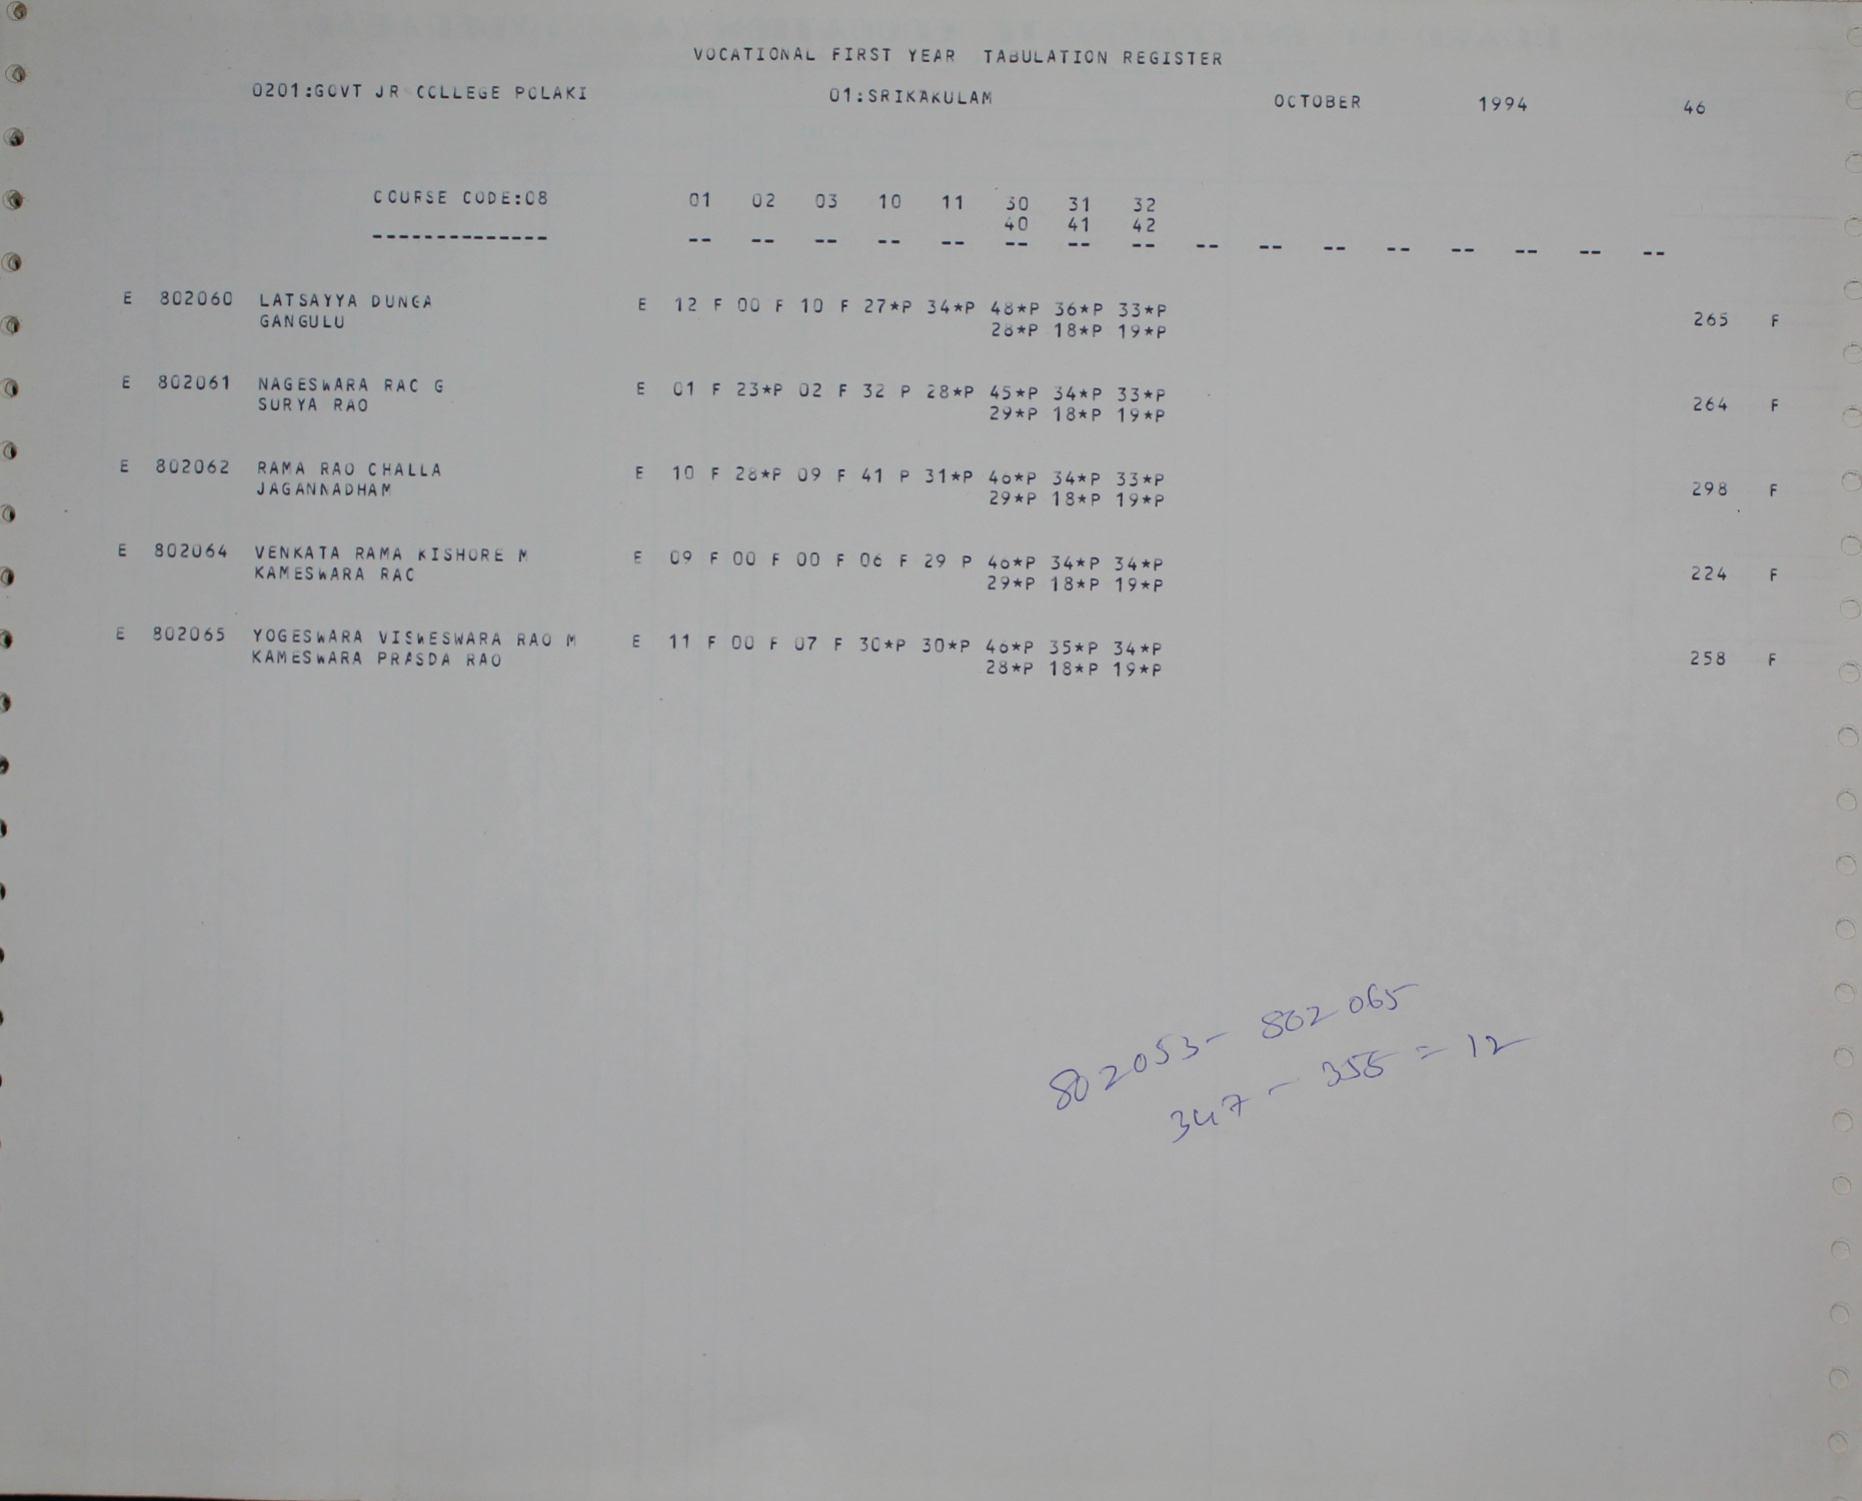 VOCATIONAL FIRST YEAR TABULATION REGISTER
0201:GOVT JR COLLEGE POLAKI 01:SRIKAKULAM OCTOBER 1994 46
COURSE CODE:08 01 02 03 10 11 30 31 32
40 41 42
-------------- -- -- -- -- -- -- -- -- -- -- -- -- -- -- -- --
E 802060 LATSAYYA DUNGA E 12 F 00 F 10 F 27*P 34*P 48*P 36*P 33*P
GANGULU 28*P 18*P 19*P 265 F
E 802061 NAGESWARA RAO G E 01 F 23*P 02 F 32 P 28*P 45*P 34*P 33*P
SURYA RAO 29*P 18*P 19*P 264 F
E 802062 RAMA RAO CHALLA E 10 F 28*P 09 F 41 P 31*P 46*P 34*P 33*P
JAGANNADHAM 29*P 18*P 19*P 298 F
E 802064 VENKATA RAMA KISHORE M E 09 F 00 F 00 F 06 F 29 P 46*P 34*P 34*P
KAMESWARA RAO 29*P 18*P 19*P 224 F
E 802065 YOGESWARA VISWESWARA RAO M E 11 F 00 F 07 F 30*P 30*P 46*P 35*P 34*P
KAMESWARA PRASDA RAO 28*P 18*P 19*P 258 F
802053 - 802065
347 - 358 = 12